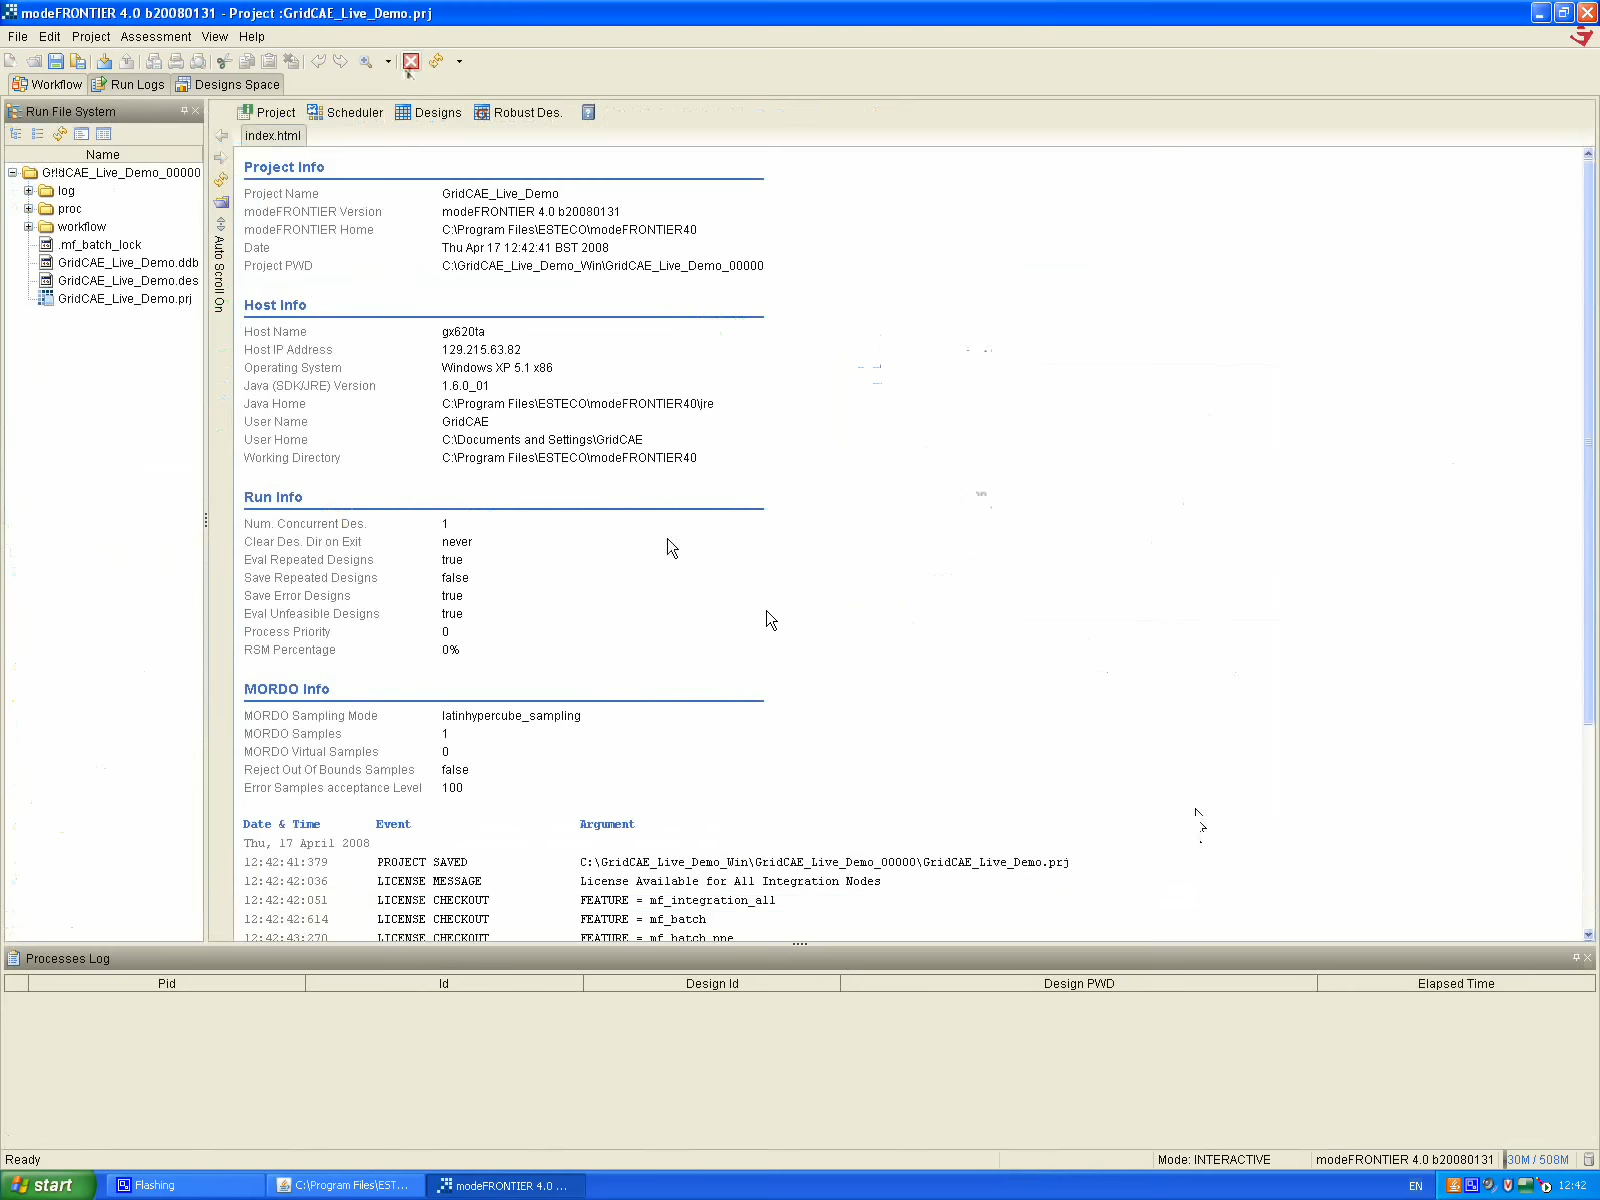 modeFRONTIER 4.0 b20080131 - Project :GridCAE_Live_Demo.prj
File Edit Project Assessment View Help
Workflow Run Logs Designs Space
Run File System
Project Scheduler Designs Robust Des.
index.html
Name
GridCAE_Live_Demo_00000
log
proc
workflow
.mf_batch_lock
GridCAE_Live_Demo.ddb
GridCAE_Live_Demo.des
GridCAE_Live_Demo.prj
Auto Scroll On
Project Info
Project Name GridCAE_Live_Demo
modeFRONTIER Version modeFRONTIER 4.0 b20080131
modeFRONTIER Home C:\Program Files\ESTECO\modeFRONTIER40
Date Thu Apr 17 12:42:41 BST 2008
Project PWD C:\GridCAE_Live_Demo_Win\GridCAE_Live_Demo_00000
Host Info
Host Name gx620ta
Host IP Address 129.215.63.82
Operating System Windows XP 5.1 x86
Java (SDK/JRE) Version 1.6.0_01
Java Home C:\Program Files\ESTECO\modeFRONTIER40\jre
User Name GridCAE
User Home C:\Documents and Settings\GridCAE
Working Directory C:\Program Files\ESTECO\modeFRONTIER40
Run Info
Num. Concurrent Des. 1
Clear Des. Dir on Exit never
Eval Repeated Designs true
Save Repeated Designs false
Save Error Designs true
Eval Unfeasible Designs true
Process Priority 0
RSM Percentage 0%
MORDO Info
MORDO Sampling Mode latinhypercube_sampling
MORDO Samples 1
MORDO Virtual Samples 0
Reject Out Of Bounds Samples false
Error Samples acceptance Level 100
Date & Time Event Argument
Thu, 17 April 2008
12:42:41:379 PROJECT SAVED C:\GridCAE_Live_Demo_Win\GridCAE_Live_Demo_00000\GridCAE_Live_Demo.prj
12:42:42:036 LICENSE MESSAGE License Available for All Integration Nodes
12:42:42:051 LICENSE CHECKOUT FEATURE = mf_integration_all
12:42:42:614 LICENSE CHECKOUT FEATURE = mf_batch
12:42:43:270 LICENSE CHECKOUT FEATURE = mf_batch_nne
Processes Log
Pid Id Design Id Design PWD Elapsed Time
Ready Mode: INTERACTIVE modeFRONTIER 4.0 b20080131 30M / 508M
start Flashing C:\Program Files\EST... modeFRONTIER 4.0 ... EN 12:42